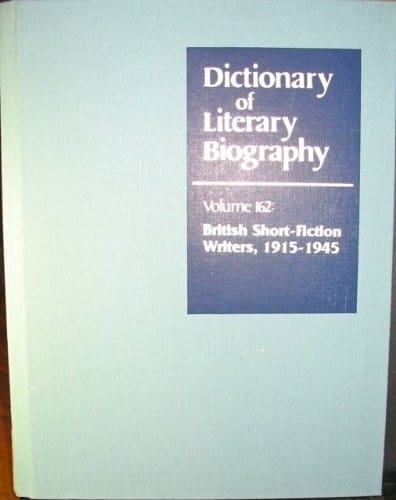 Dictionary
of
Literary
Biography
Volume 162:
British Short-Fiction
Writers, 1915-1945